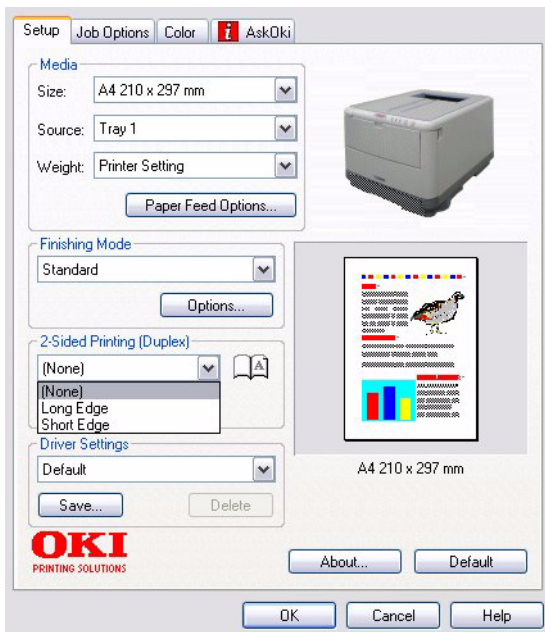 Setup Job Options Color i AskOki
Media
Size: A4 210 x 297 mm
Source: Tray 1
Weight: Printer Setting
Paper Feed Options...
Finishing Mode
Standard
Options...
2-Sided Printing (Duplex)
(None)
A
(None)
Long Edge
Short Edge
Driver Settings
Default
Save... Delete
A4 210 x 297 mm
OKI
PRINTING SOLUTIONS
About... Default
OK Cancel Help